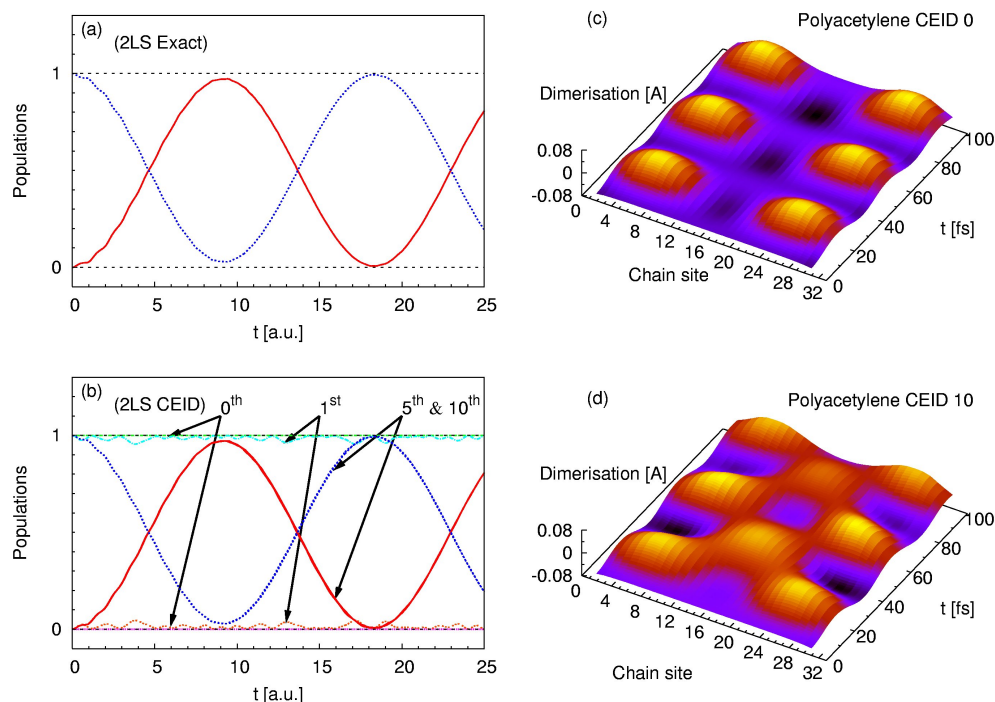 (a)
(2LS Exact)
Populations
1
0
0 5 10 15 20 25
t [a.u.]
(b)
(2LS CEID)
0th
1st
5th & 10th
Populations
1
0
0 5 10 15 20 25
t [a.u.]
(c)
Polyacetylene CEID 0
Dimerisation [A]
0.08
0
-0.08
0 4 8 12 16 20 24 28 32
Chain site
0 20 40 60 80 100
t [fs]
(d)
Polyacetylene CEID 10
Dimerisation [A]
0.08
0
-0.08
0 4 8 12 16 20 24 28 32
Chain site
0 20 40 60 80 100
t [fs]